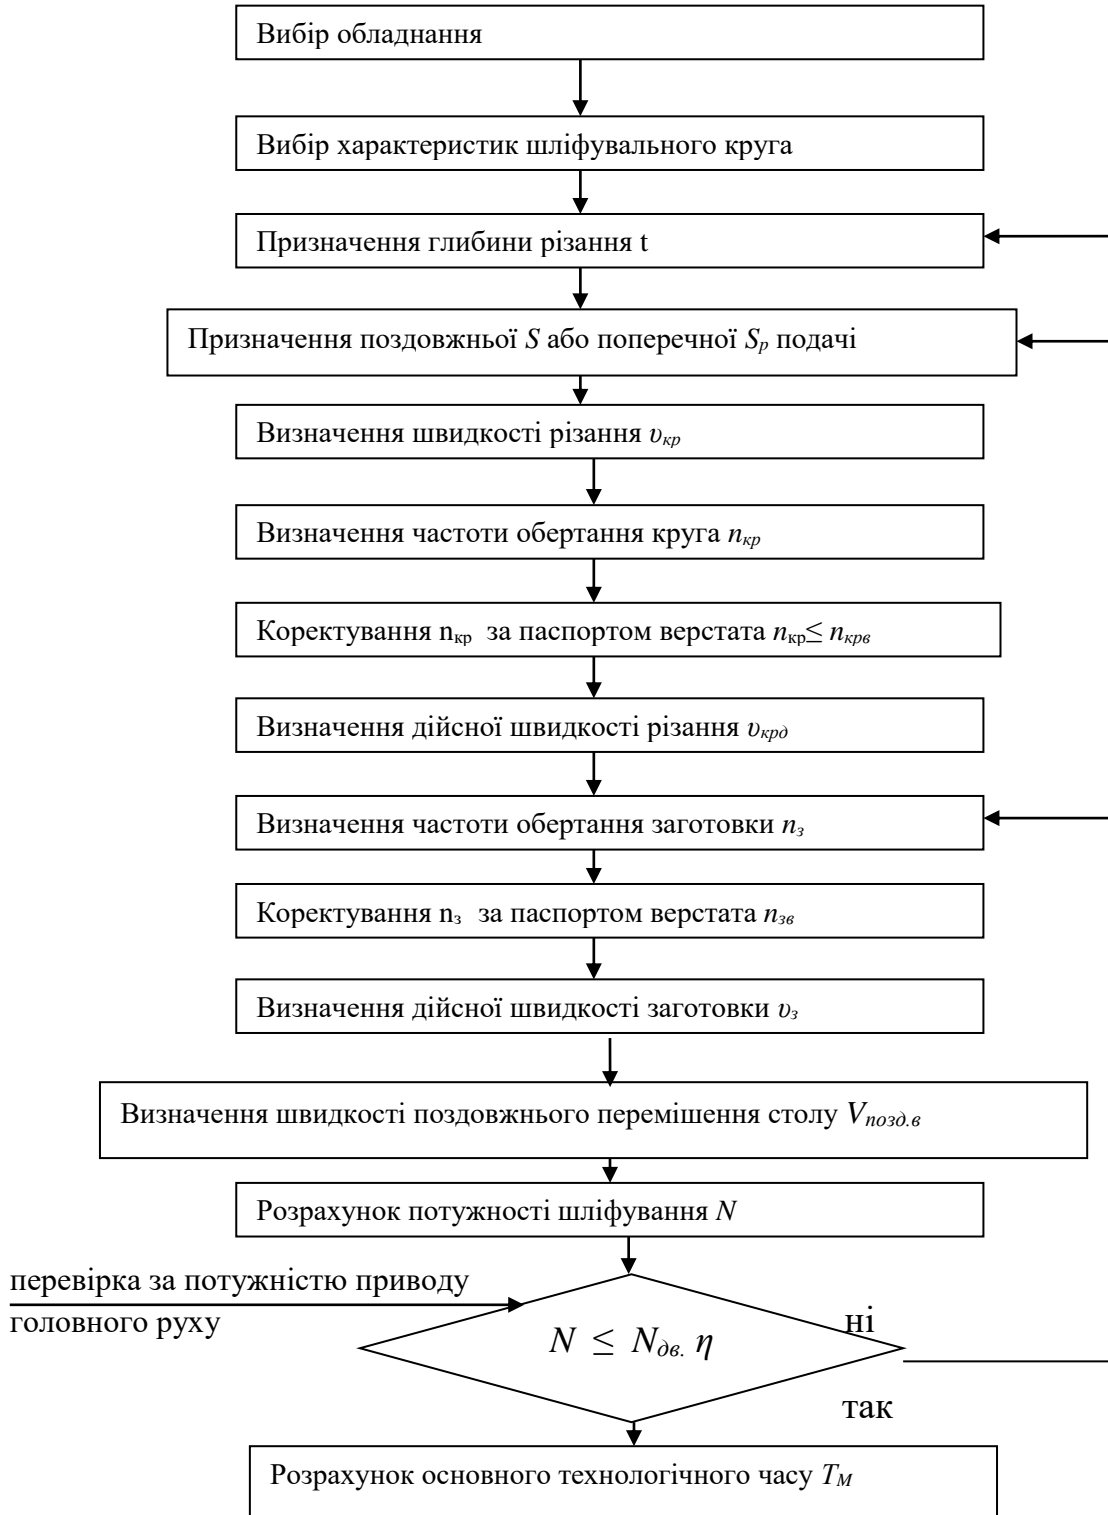 Вибір обладнання
Вибір характеристик шліфувального круга
Призначення глибини різання t
Призначення поздовжньої S або поперечної Sр подачі
Визначення швидкості різання υкр
Визначення частоти обертання круга nкр
Коректування nкр за паспортом верстата nкр≤ nкрв
Визначення дійсної швидкості різання υкрд
Визначення частоти обертання заготовки nз
Коректування nз за паспортом верстата nзв
Визначення дійсної швидкості заготовки υз
Визначення швидкості поздовжнього перемішення столу Vпозд.в
Розрахунок потужності шліфування N
перевірка за потужністю приводу
головного руху
N ≤ Nдв. η
ні
так
Розрахунок основного технологічного часу TМ